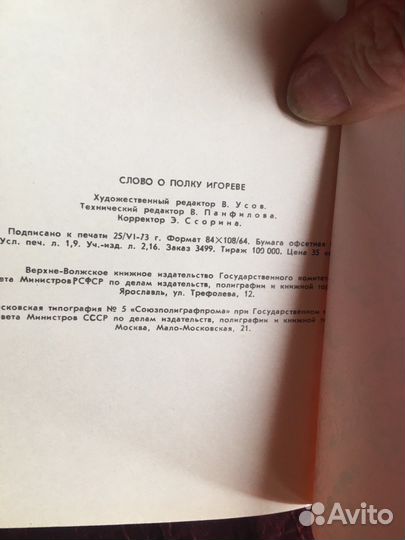 СЛОВО О ПОЛКУ ИГОРЕВЕ
Художественный редактор В. Усов.
Технический редактор В. Панфилова.
Корректор Э. Ссорина.
Подписано к печати 25/VI-73 г. Формат 84×108/64. Бумага офсетная
Усл. печ. л. 1,9. Уч.-изд. л. 2,16. Заказ 3499. Тираж 100 000. Цена 35
Верхне-Волжское книжное издательство Государственного
Министров РСФСР по делам издательств, полиграфии и книжной
Ярославль, ул. Трефолева, 12.
типография № 5 «Союзполиграфпрома» при Государственном
Министров СССР по делам издательств, полиграфии и книжной
Москва, Мало-Московская, 21.
Avito